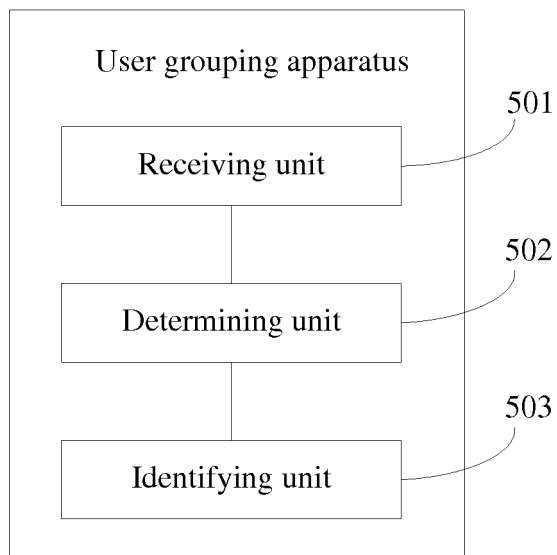 User grouping apparatus
501
Receiving unit
502
Determining unit
503
Identifying unit